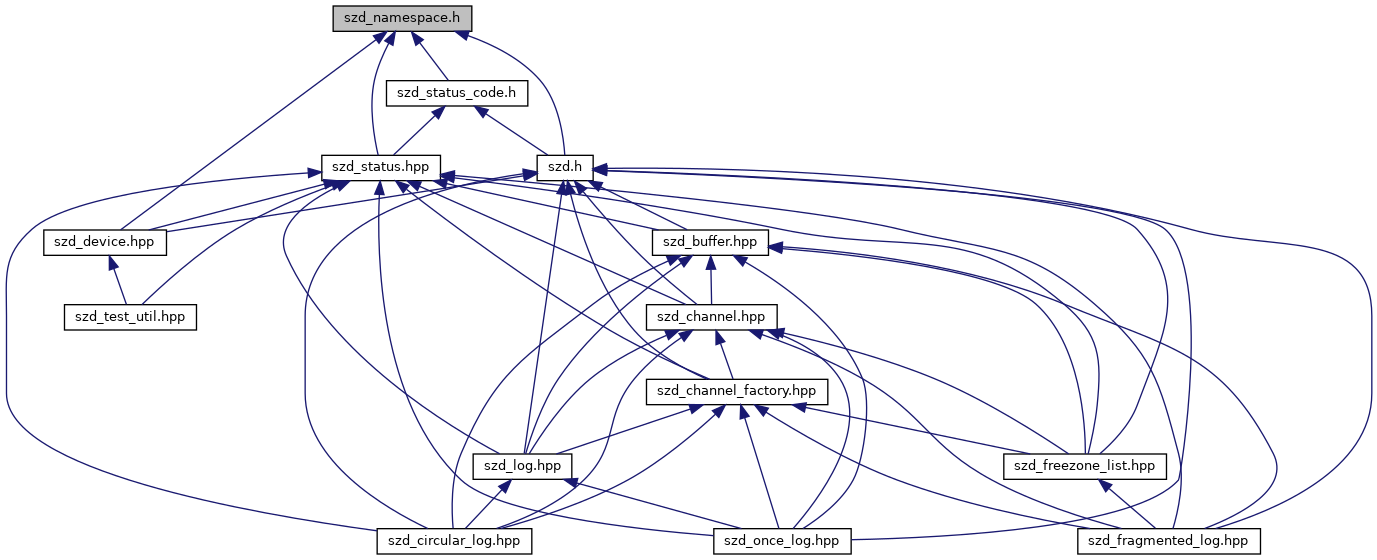 szd_namespace.h
szd_status_code.h
szd_status.hpp
szd.h
szd_device.hpp
szd_buffer.hpp
szd_test_util.hpp
szd_channel.hpp
szd_channel_factory.hpp
szd_log.hpp
szd_freezone_list.hpp
szd_circular_log.hpp
szd_once_log.hpp
szd_fragmented_log.hpp